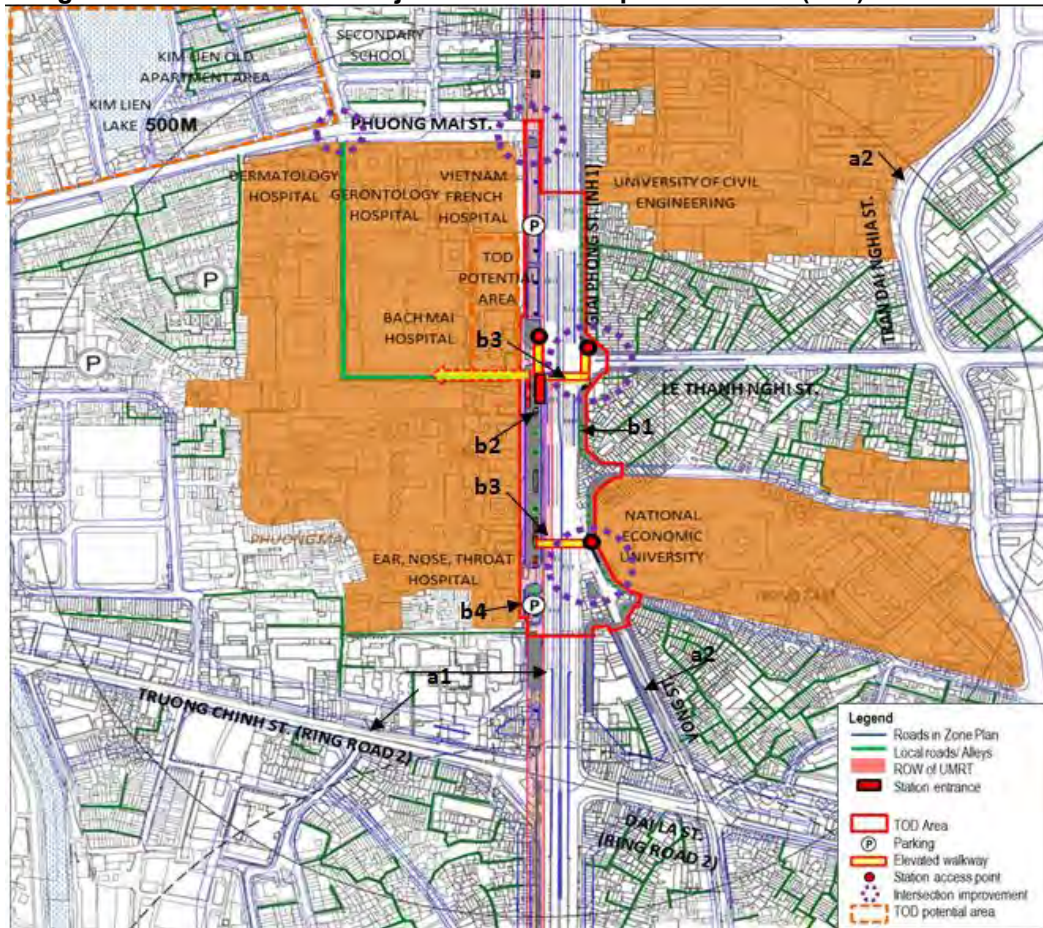 SECONDARY
SCHOOL
KIM LIEN OLD
APARTMENT AREA
KIM LIEN
LAKE 500M
PHUONG MAI ST.
a2
DERMATOLOGY
HOSPITAL
GERONTOLOGY
HOSPITAL
VIETNAM
FRENCH
HOSPITAL
UNIVERSITY OF CIVIL
ENGINEERING
GIAI PHONG ST. (NH 1)
TRAN DAI NGHIA ST.
P
P
P
TOD
POTENTIAL
AREA
BACH MAI
HOSPITAL
b3
LE THANH NGHI ST.
b2
b1
b3
NATIONAL
ECONOMIC
UNIVERSITY
PHUONG MAI
EAR, NOSE, THROAT
HOSPITAL
b4
P
a1
a2
TRUONG CHINH ST. (RING ROAD 2)
VONG ST.
DAI LA ST.
(RING ROAD 2)
Legend
Roads in Zone Plan
Local roads/ Alleys
ROW of UMRT
Station entrance
TOD Area
P Parking
Elevated walkway
Station access point
Intersection improvement
TOD potential area